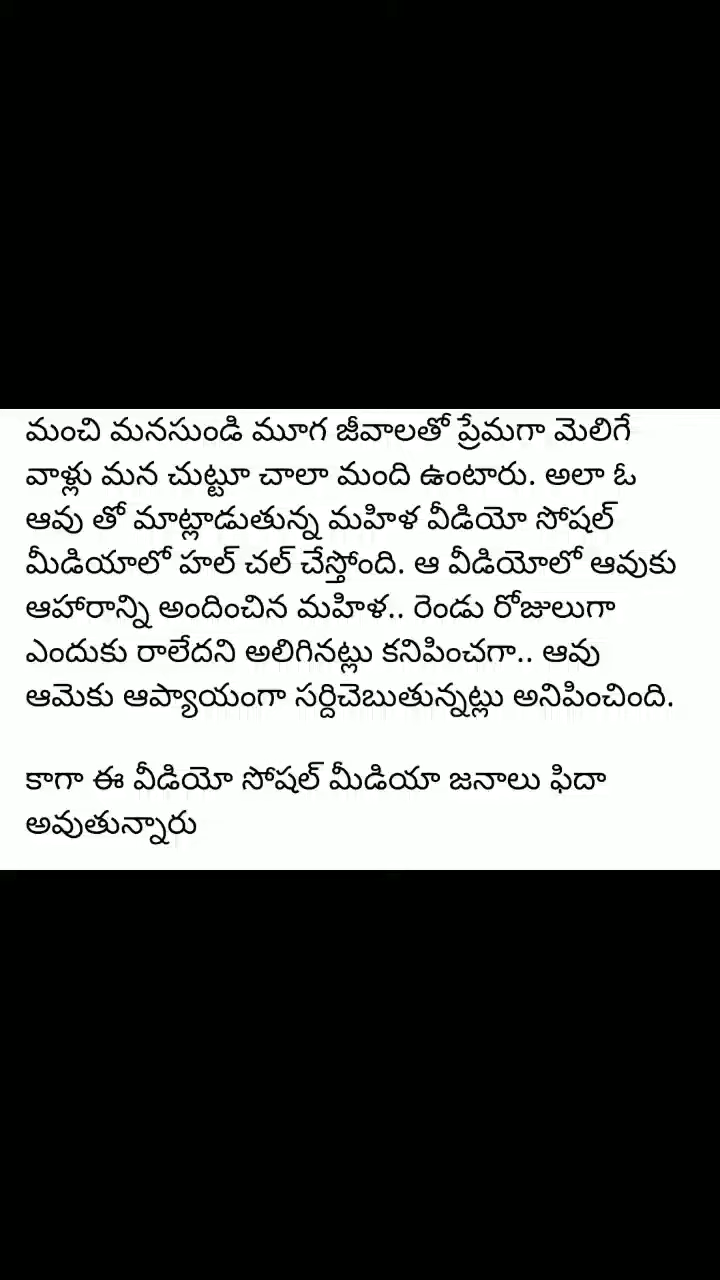 మంచి మనసుండి మూగ జీవాలతో ప్రేమగా మెలిగే
వాళ్లు మన చుట్టూ చాలా మంది ఉంటారు. అలా ఓ
ఆవు తో మాట్లాడుతున్న మహిళ వీడియో సోషల్
మీడియాలో హల్ చల్ చేస్తోంది. ఆ వీడియోలో ఆవుకు
ఆహారాన్ని అందించిన మహిళ.. రెండు రోజులుగా
ఎందుకు రాలేదని అలిగినట్లు కనిపించగా.. ఆవు
ఆమెకు ఆప్యాయంగా సర్దిచెబుతున్నట్లు అనిపించింది.
కాగా ఈ వీడియో సోషల్ మీడియా జనాలు ఫిదా
అవుతున్నారు